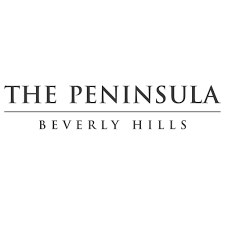 THE PENINSULA
BEVERLY HILLS